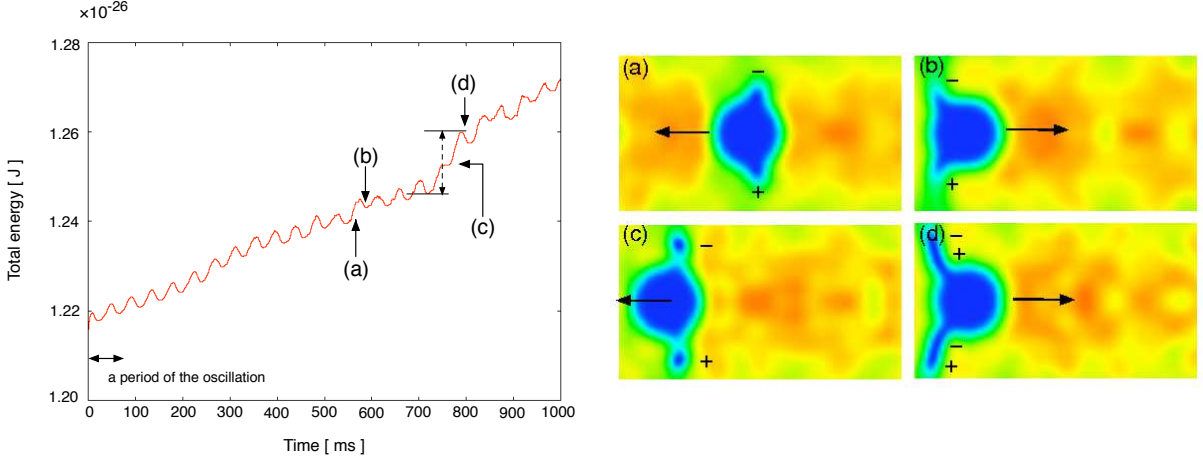 ×10⁻²⁶
1.28
1.26
1.24
1.22
1.20
Total energy [ J]
(d)
(b)
(c)
(a)
a period of the oscillation
0 100 200 300 400 500 600 700 800 900 1000
Time [ ms ]
(a)
−
+
(b)
−
+
(c)
−
+
(d)
−
+
−
+